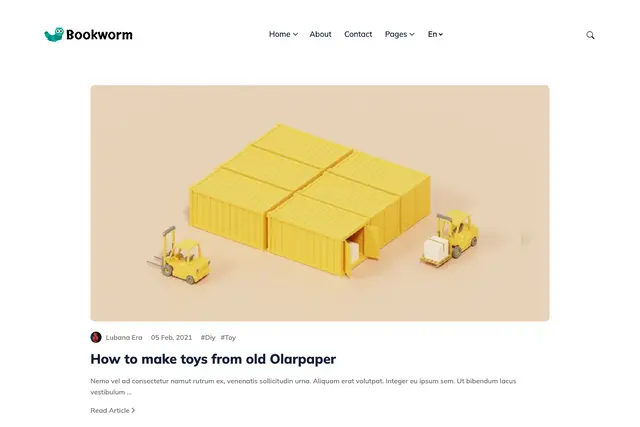 Bookworm
Home About Contact Pages En
Lubana Era 05 Feb, 2021 #Diy #Toy
How to make toys from old Olarpaper
Nemo vel ad consectetur namut rutrum ex, venenatis sollicitudin urna. Aliquam erat volutpat. Integer eu ipsum sem. Ut bibendum lacus
vestibulum ...
Read Article